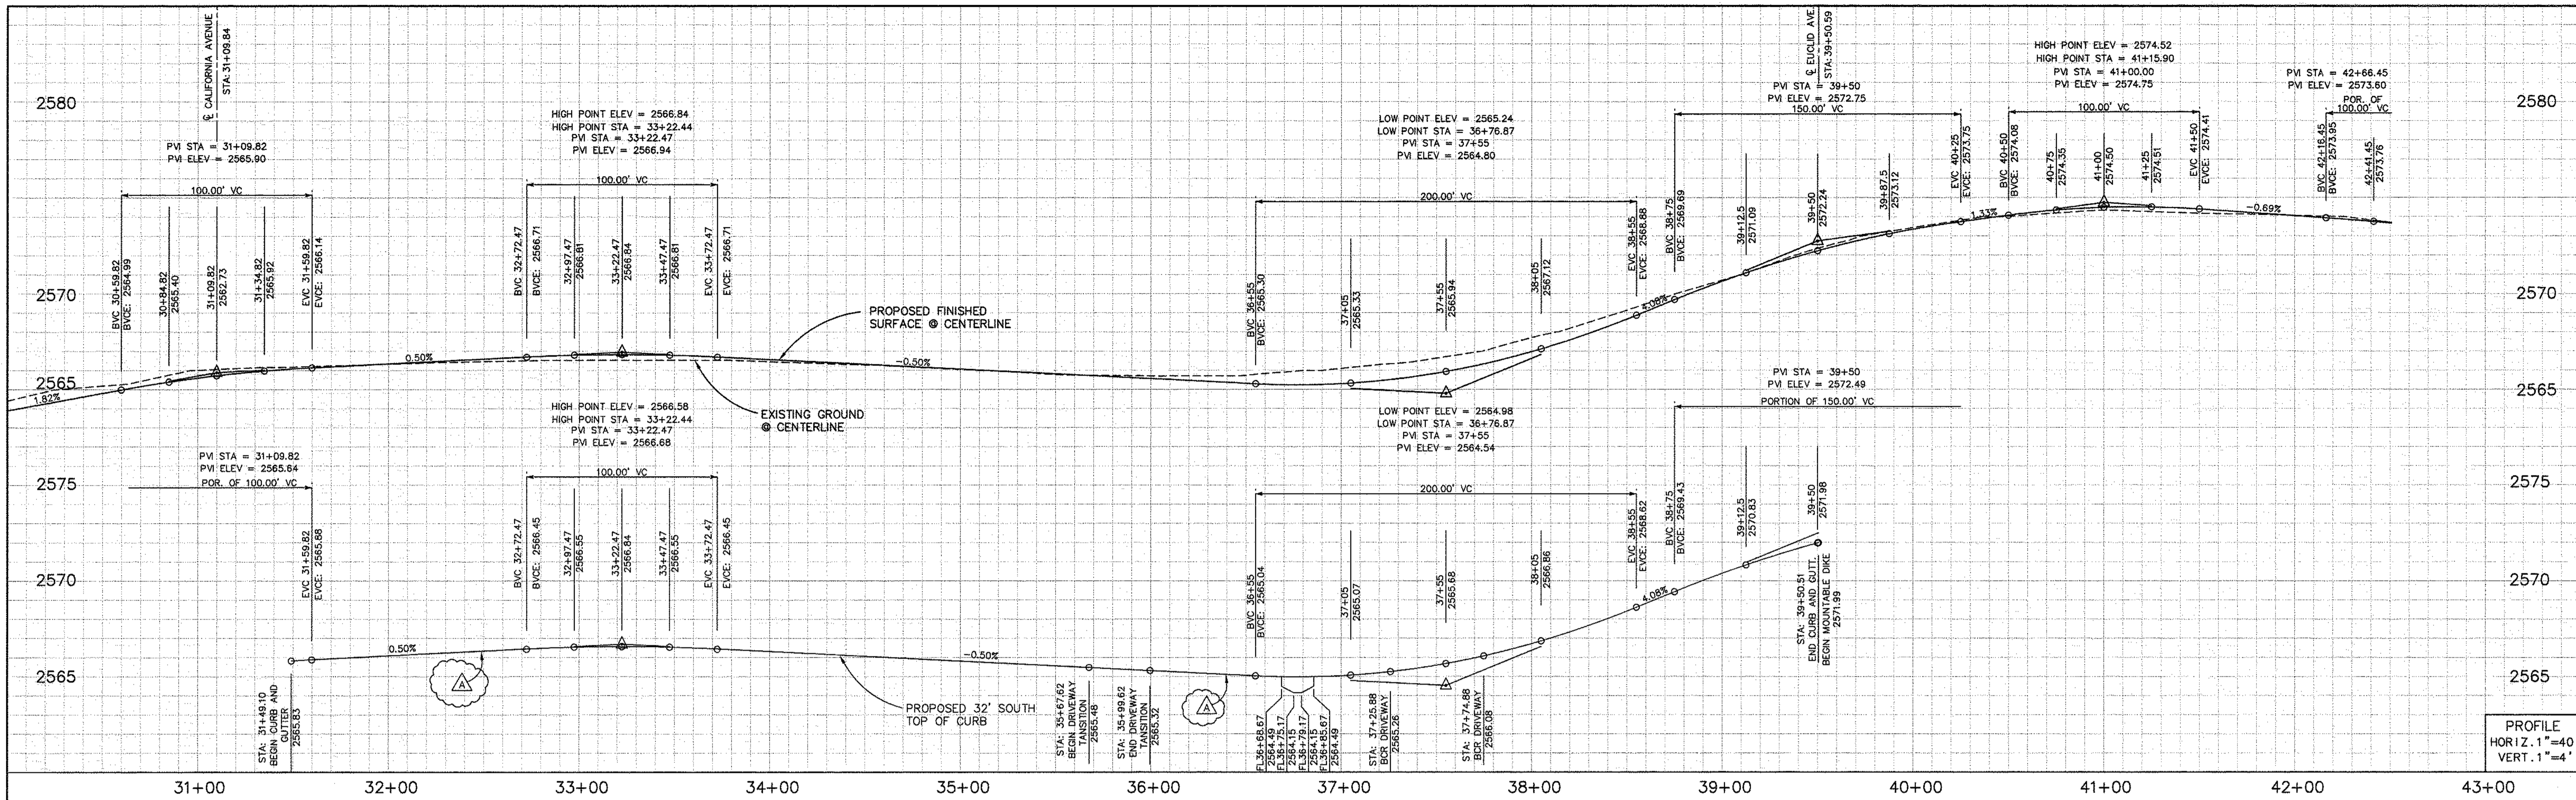 ℄ CALIFORNIA AVENUE
STA: 31+09.84
PVI STA = 31+09.82
PVI ELEV = 2565.90
100.00' VC
BVC 30+59.82
BVCE: 2564.99
30+84.82
2565.40
31+09.82
2562.73
31+34.82
2565.92
EVC 31+59.82
EVCE: 2566.14
1.82%
0.50%
HIGH POINT ELEV = 2566.84
HIGH POINT STA = 33+22.44
PVI STA = 33+22.47
PVI ELEV = 2566.94
100.00' VC
BVC 32+72.47
BVCE: 2566.71
32+97.47
2566.81
33+22.47
2566.84
33+47.47
2566.81
EVC 33+72.47
EVCE: 2566.71
PROPOSED FINISHED
SURFACE @ CENTERLINE
-0.50%
EXISTING GROUND
@ CENTERLINE
LOW POINT ELEV = 2565.24
LOW POINT STA = 36+76.87
PVI STA = 37+55
PVI ELEV = 2564.80
200.00' VC
BVC 36+55
BVCE: 2565.30
37+05
2565.33
37+55
2565.94
38+05
2567.12
EVC 38+55
EVCE: 2568.88
4.08%
℄ EUCLID AVE.
STA: 39+50.59
PVI STA = 39+50
PVI ELEV = 2572.75
150.00' VC
BVC 38+75
BVCE: 2569.69
39+12.5
2571.09
39+50
2572.24
39+87.5
2573.12
EVC 40+25
EVCE: 2573.75
1.33%
HIGH POINT ELEV = 2574.52
HIGH POINT STA = 41+15.90
PVI STA = 41+00.00
PVI ELEV = 2574.75
100.00' VC
BVC 40+50
BVCE: 2574.08
40+75
2574.35
41+00
2574.50
41+25
2574.51
EVC 41+50
EVCE: 2574.41
-0.69%
PVI STA = 42+66.45
PVI ELEV = 2573.60
POR. OF
100.00' VC
BVC 42+16.45
BVCE: 2573.95
42+41.45
2573.76
2580
2570
2565
2575
2570
2565
2580
2570
2565
2575
2570
2565
PVI STA = 31+09.82
PVI ELEV = 2565.64
POR. OF 100.00' VC
EVC 31+59.82
EVCE: 2565.88
0.50%
A
STA: 31+49.10
BEGIN CURB AND
GUTTER
2565.83
HIGH POINT ELEV = 2566.58
HIGH POINT STA = 33+22.44
PVI STA = 33+22.47
PVI ELEV = 2566.68
100.00' VC
BVC 32+72.47
BVCE: 2566.45
32+97.47
2566.55
33+22.47
2566.84
33+47.47
2566.55
EVC 33+72.47
EVCE: 2566.45
-0.50%
PROPOSED 32' SOUTH
TOP OF CURB
STA: 35+67.62
BEGIN DRIVEWAY
TANSITION
2565.48
STA: 35+99.62
END DRIVEWAY
TANSITION
2565.32
A
LOW POINT ELEV = 2564.98
LOW POINT STA = 36+76.87
PVI STA = 37+55
PVI ELEV = 2564.54
200.00' VC
BVC 36+55
BVCE: 2565.04
37+05
2565.07
37+55
2565.68
38+05
2566.86
EVC 38+55
EVCE: 2568.62
4.08%
FL36+68.67
2564.49
FL36+75.17
2564.15
FL36+79.17
2564.15
FL36+85.67
2564.49
STA: 37+25.88
BCR DRIVEWAY
2565.26
STA: 37+74.88
BCR DRIVEWAY
2566.08
PVI STA = 39+50
PVI ELEV = 2572.49
PORTION OF 150.00' VC
BVC 38+75
BVCE: 2569.43
39+12.5
2570.83
39+50
2571.98
STA: 39+50.51
END CURB AND GUTT.
BEGIN MOUNTABLE DIKE
2571.99
PROFILE
HORIZ.1"=40
VERT.1"=4'
31+00
32+00
33+00
34+00
35+00
36+00
37+00
38+00
39+00
40+00
41+00
42+00
43+00